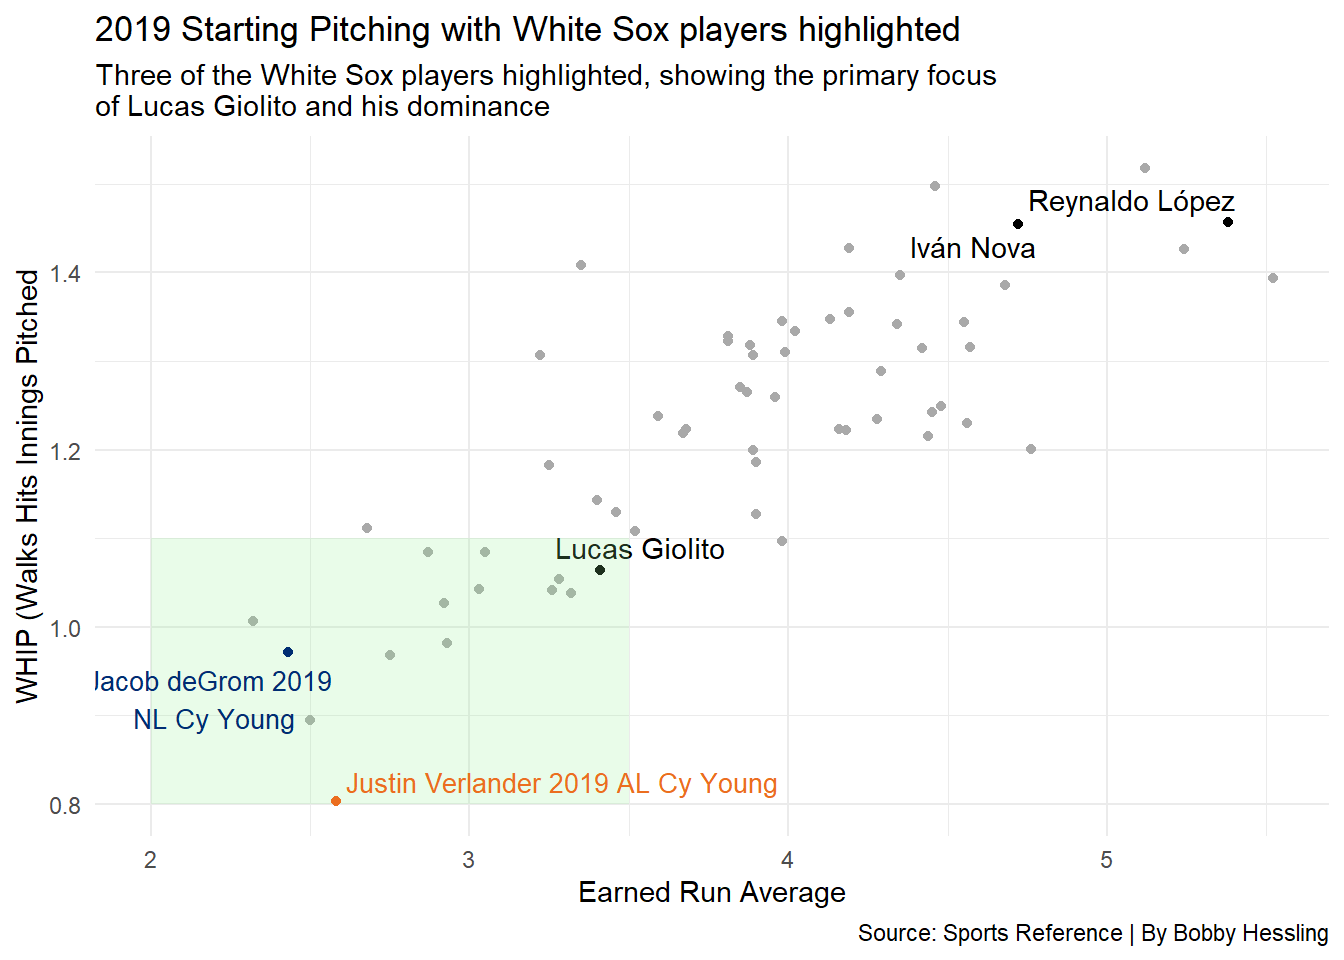 2019 Starting Pitching with White Sox players highlighted
Three of the White Sox players highlighted, showing the primary focus
of Lucas Giolito and his dominance
WHIP (Walks Hits Innings Pitched
1.4
1.2
1.0
0.8
Reynaldo López
Iván Nova
Lucas Giolito
Jacob deGrom 2019
NL Cy Young
Justin Verlander 2019 AL Cy Young
2
3
4
5
Earned Run Average
Source: Sports Reference | By Bobby Hessling